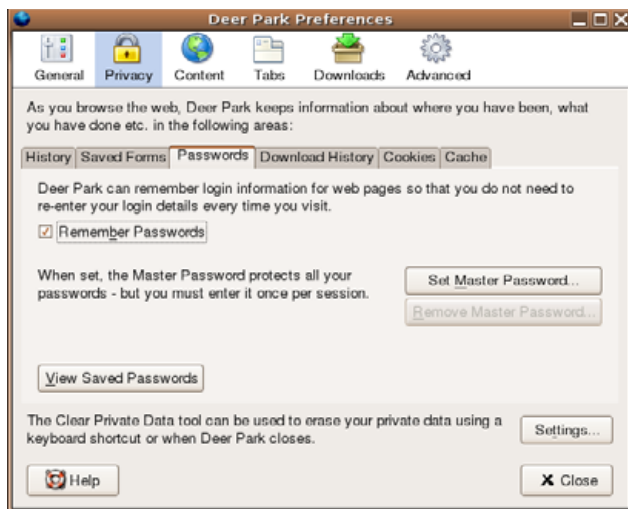 Deer Park Preferences
General Privacy Content Tabs Downloads Advanced
As you browse the web, Deer Park keeps information about where you have been, what
you have done etc. in the following areas:
History Saved Forms Passwords Download History Cookies Cache
Deer Park can remember login information for web pages so that you do not need to
re-enter your login details every time you visit.
Remember Passwords
When set, the Master Password protects all your
passwords - but you must enter it once per session.
Set Master Password...
Remove Master Password...
View Saved Passwords
The Clear Private Data tool can be used to erase your private data using a
keyboard shortcut or when Deer Park closes.
Settings...
Help
Close